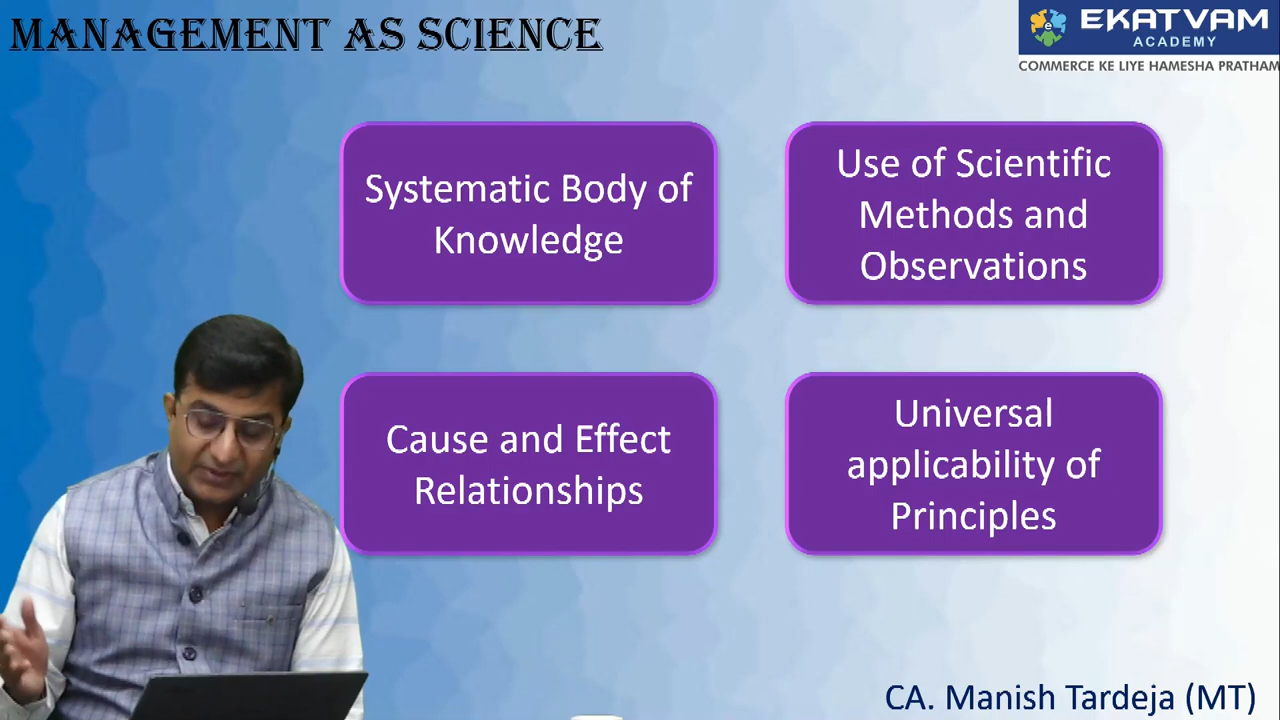 MANAGEMENT AS SCIENCE
EKATVAM
ACADEMY
COMMERCE KE LIYE HAMESHA PRATHAM
Systematic Body of
Knowledge
Use of Scientific
Methods and
Observations
Cause and Effect
Relationships
Universal
applicability of
Principles
CA. Manish Tardeja (MT)